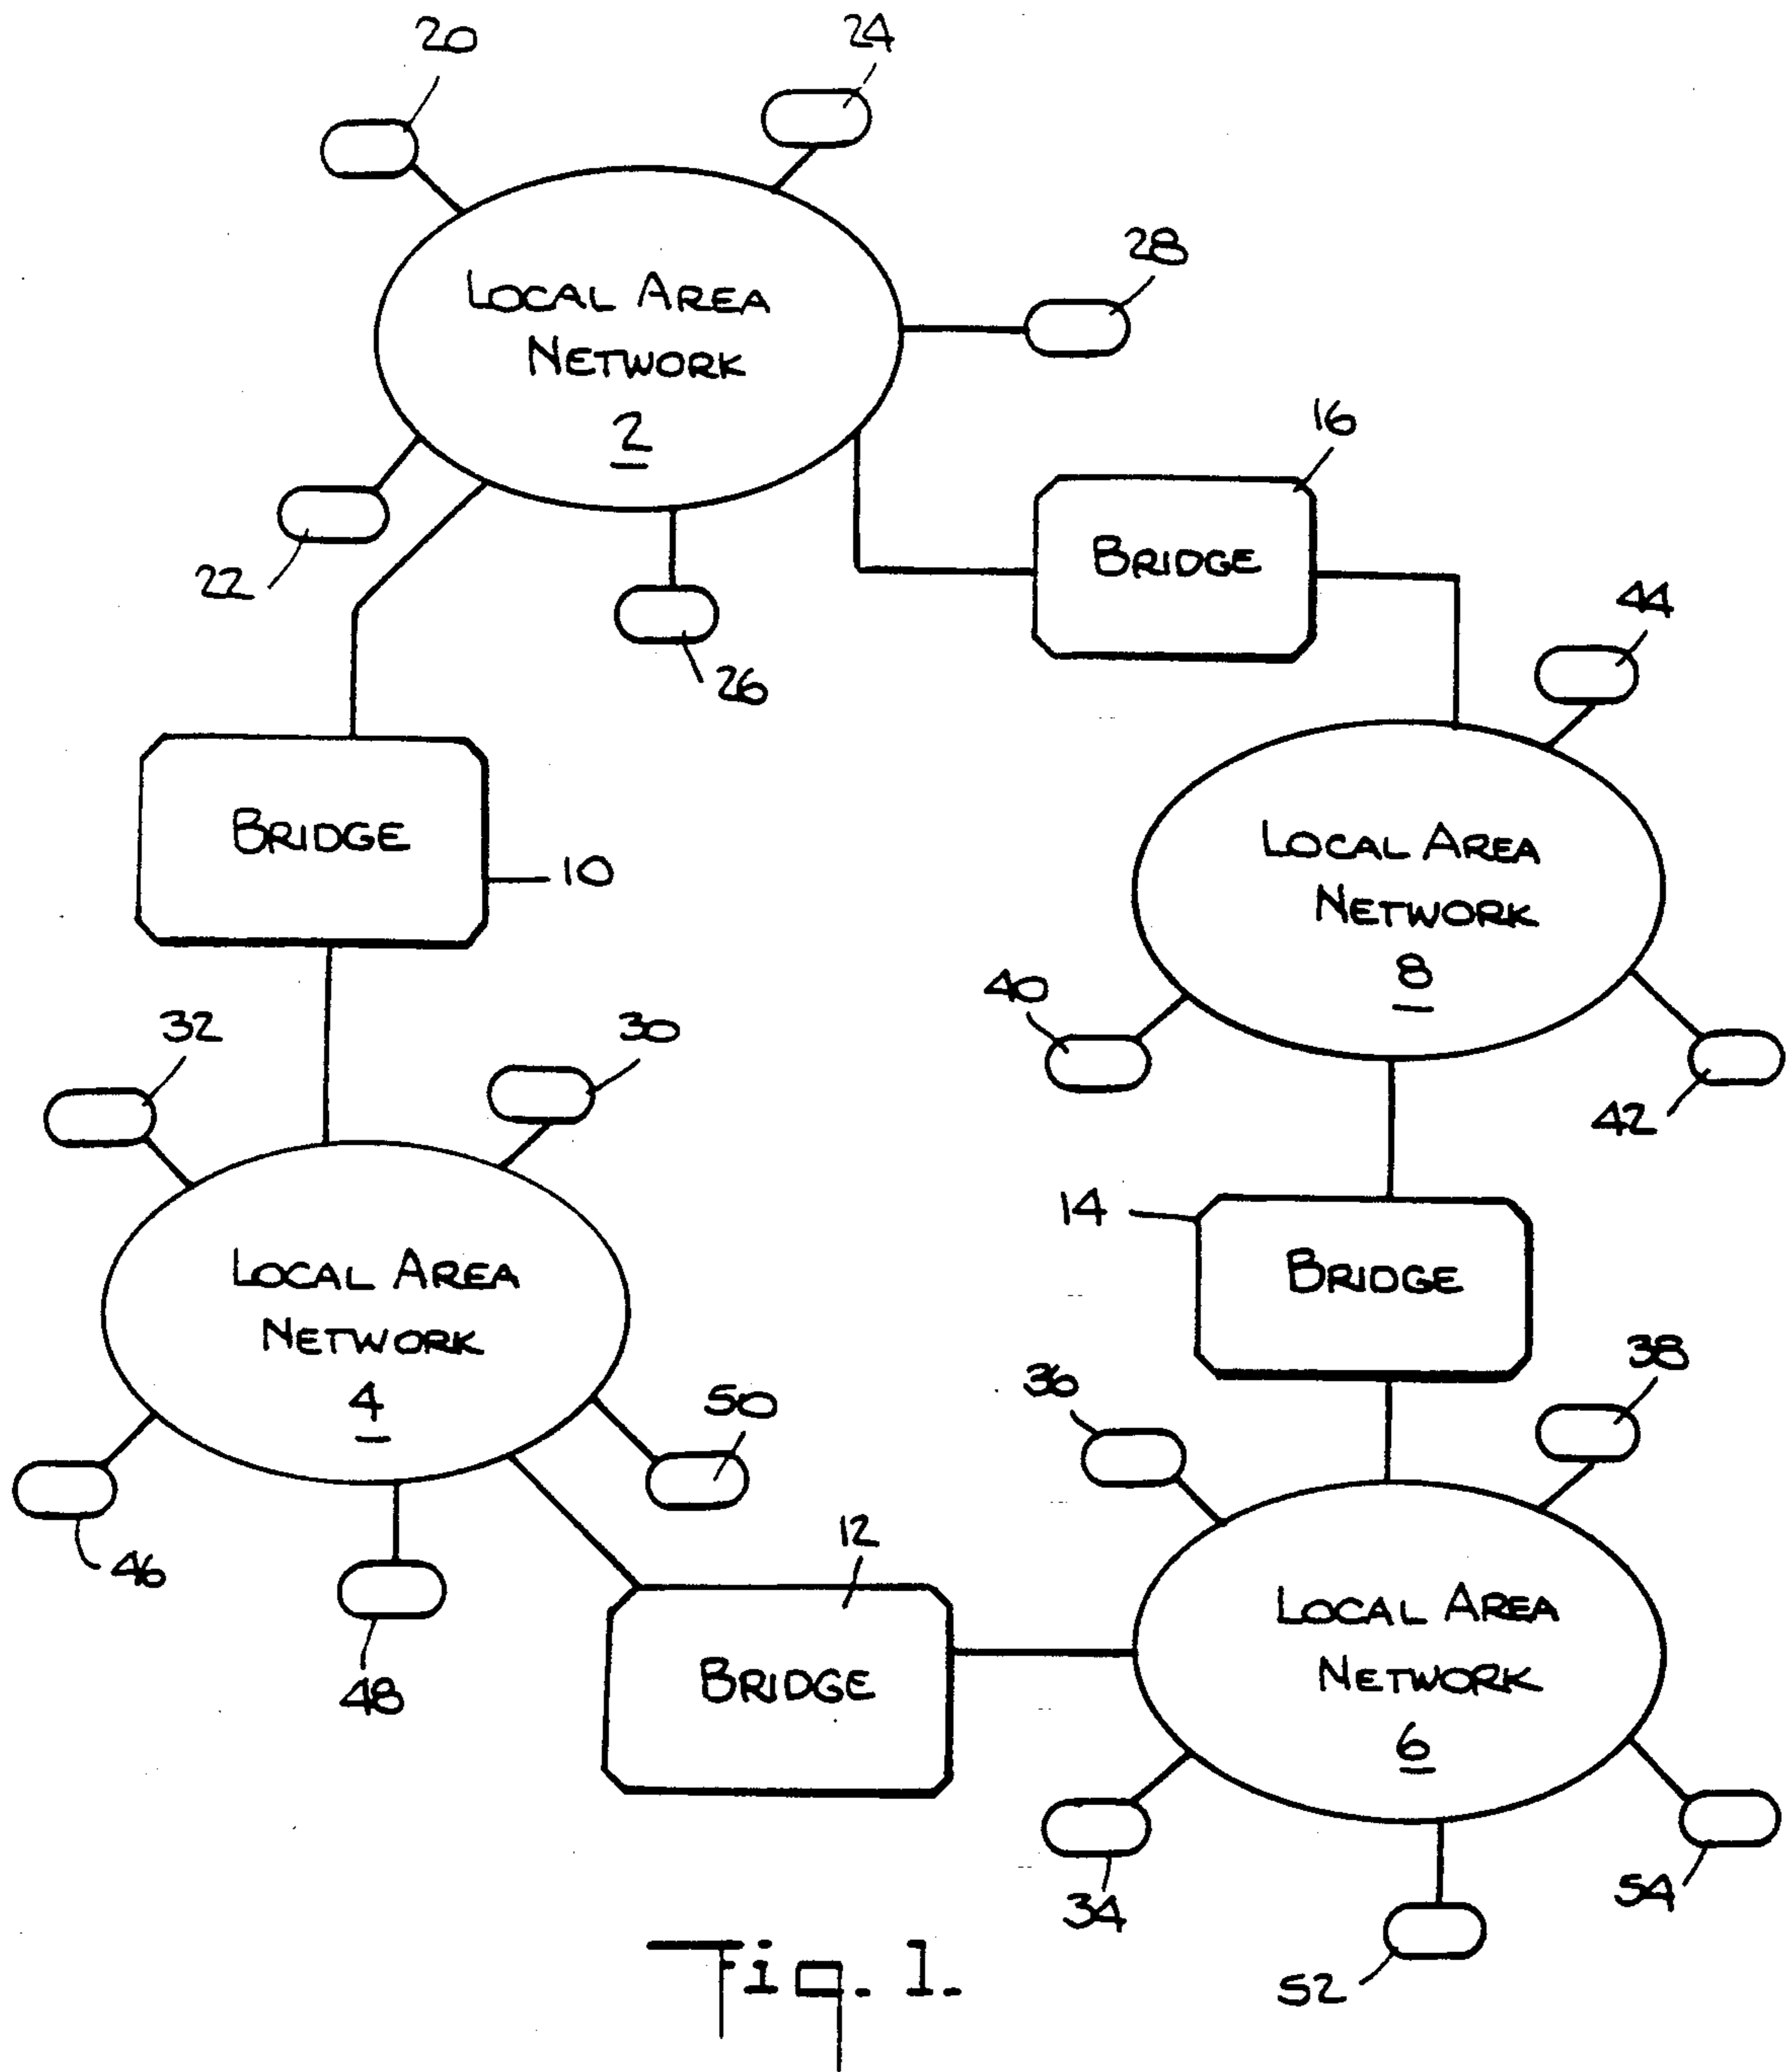 20
24
28
LOCAL AREA
NETWORK
2
16
22
BRIDGE
26
44
BRIDGE
10
LOCAL AREA
NETWORK
8
40
32
30
42
14
LOCAL AREA
NETWORK
4
BRIDGE
36
38
50
12
46
48
BRIDGE
LOCAL AREA
NETWORK
6
34
54
52
Fig. 1.